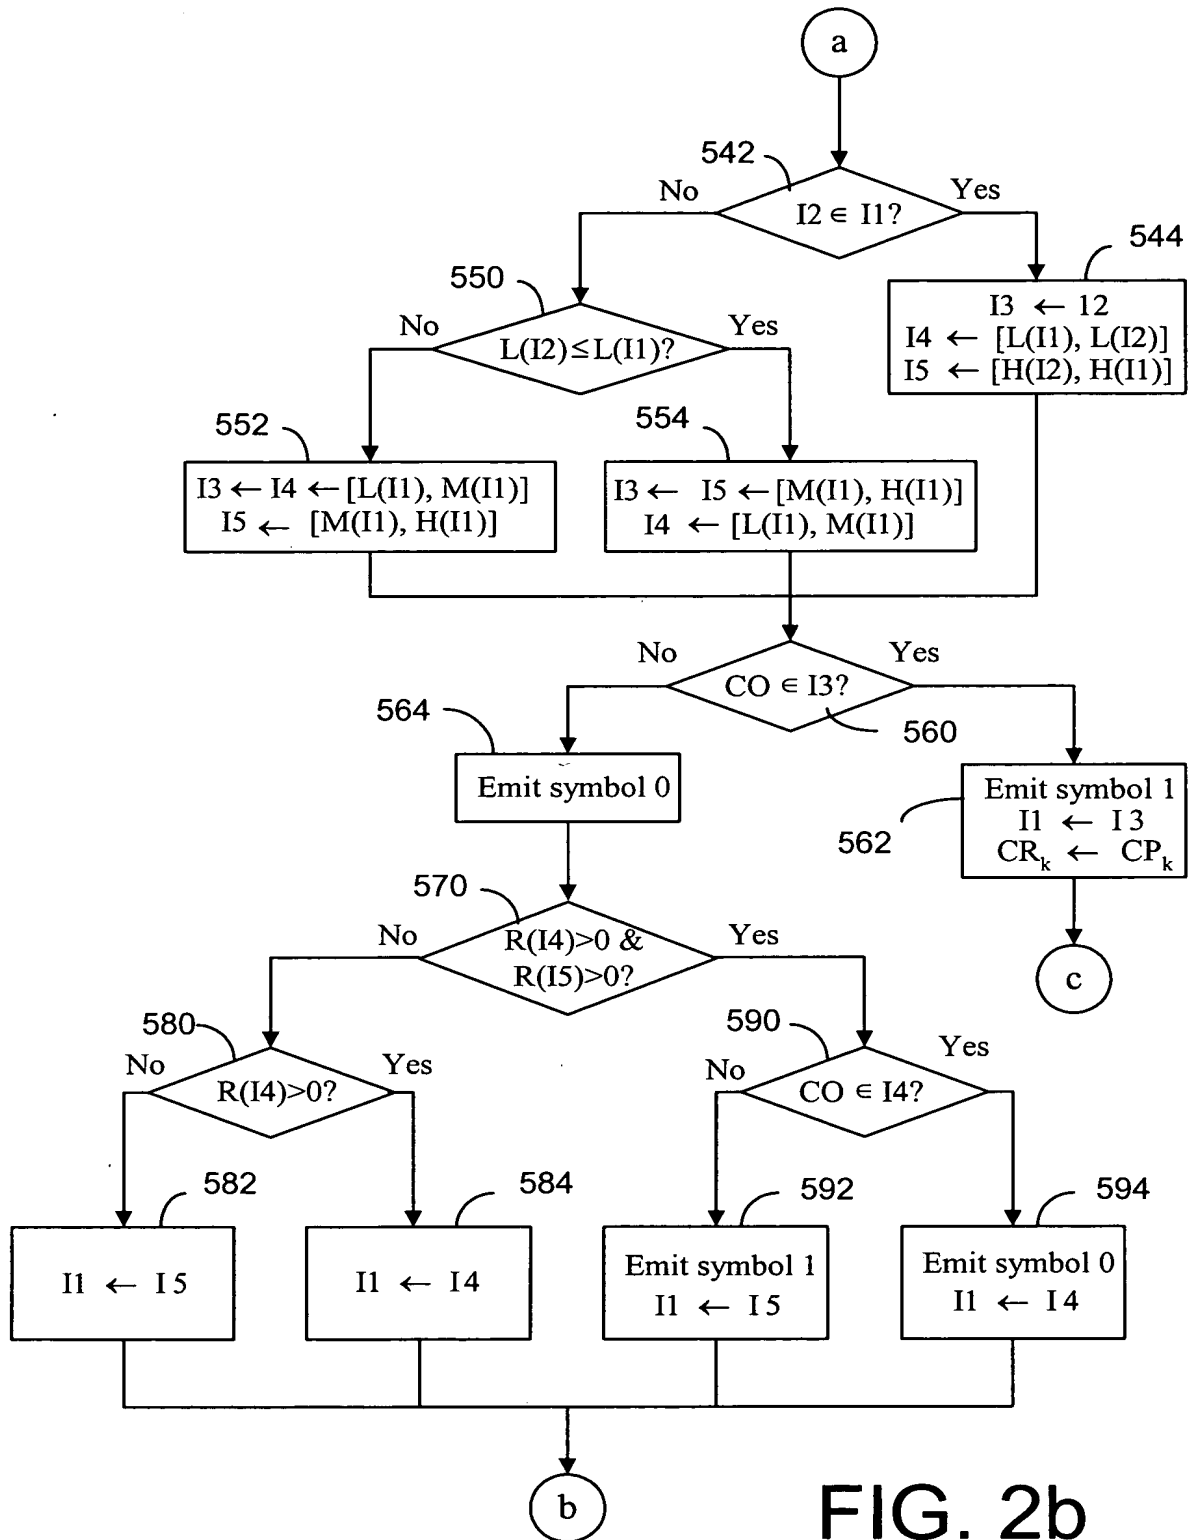 a
542
No
Yes
I2 ∈ I1?
544
I3 ← 12
I4 ← [L(I1), L(I2)]
I5 ← [H(I2), H(I1)]
550
No
Yes
L(I2)≤L(I1)?
552
I3 ← I4 ← [L(I1), M(I1)]
I5 ← [M(I1), H(I1)]
554
I3 ← I5 ← [M(I1), H(I1)]
I4 ← [L(I1), M(I1)]
No
Yes
CO ∈ I3?
560
564
Emit symbol 0
562
Emit symbol 1
I1 ← I3
CRk ← CPk
c
570
No
Yes
R(I4)>0 &
R(I5)>0?
580
No
Yes
R(I4)>0?
590
No
Yes
CO ∈ I4?
582
I1 ← I5
584
I1 ← I4
592
Emit symbol 1
I1 ← I5
594
Emit symbol 0
I1 ← I4
b
FIG. 2b